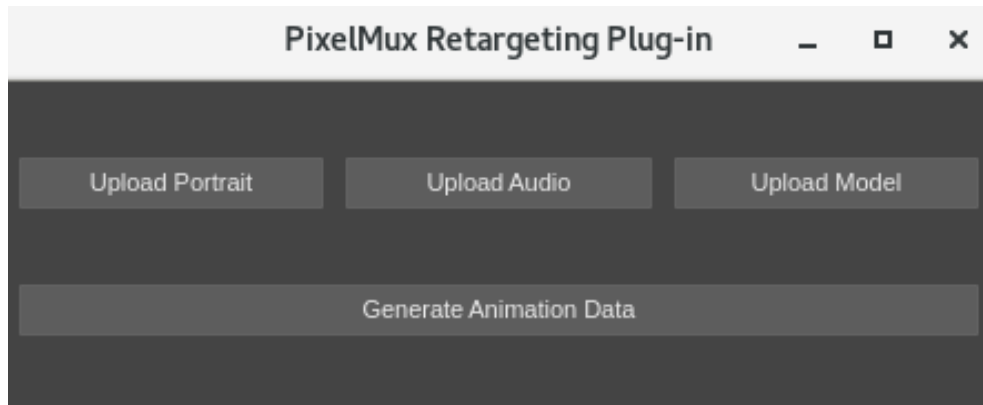 PixelMux Retargeting Plug-in
Upload Portrait Upload Audio Upload Model
Generate Animation Data